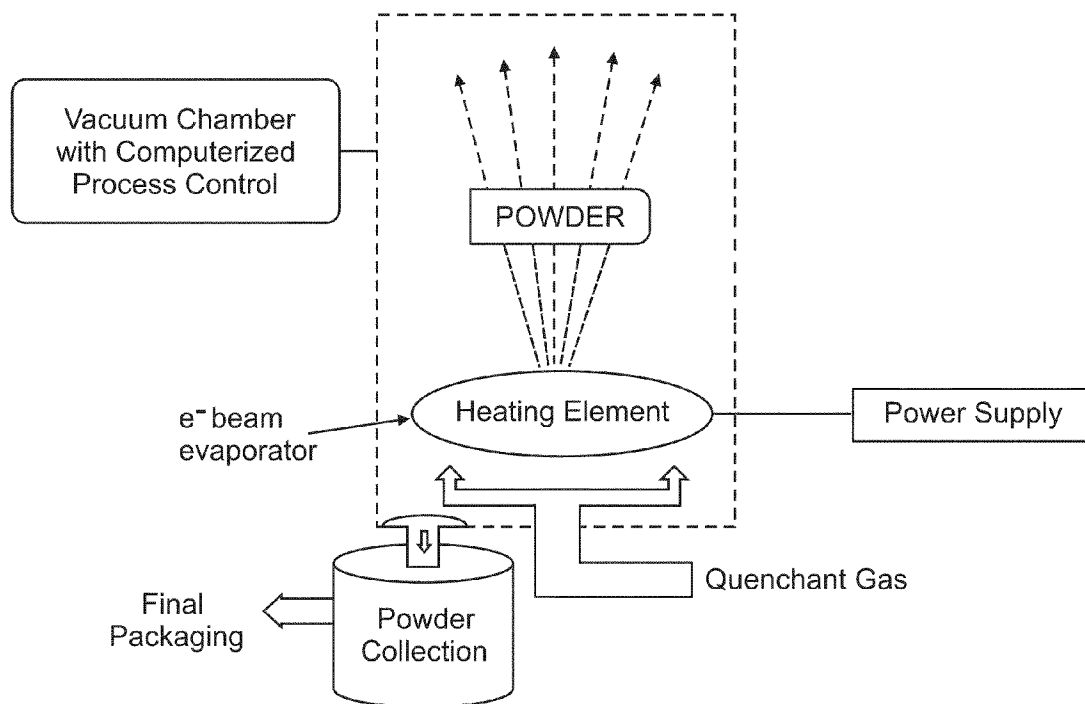 Vacuum Chamber
with Computerized
Process Control
POWDER
Heating Element
Power Supply
e⁻ beam
evaporator
Quenchant Gas
Final
Packaging
Powder
Collection